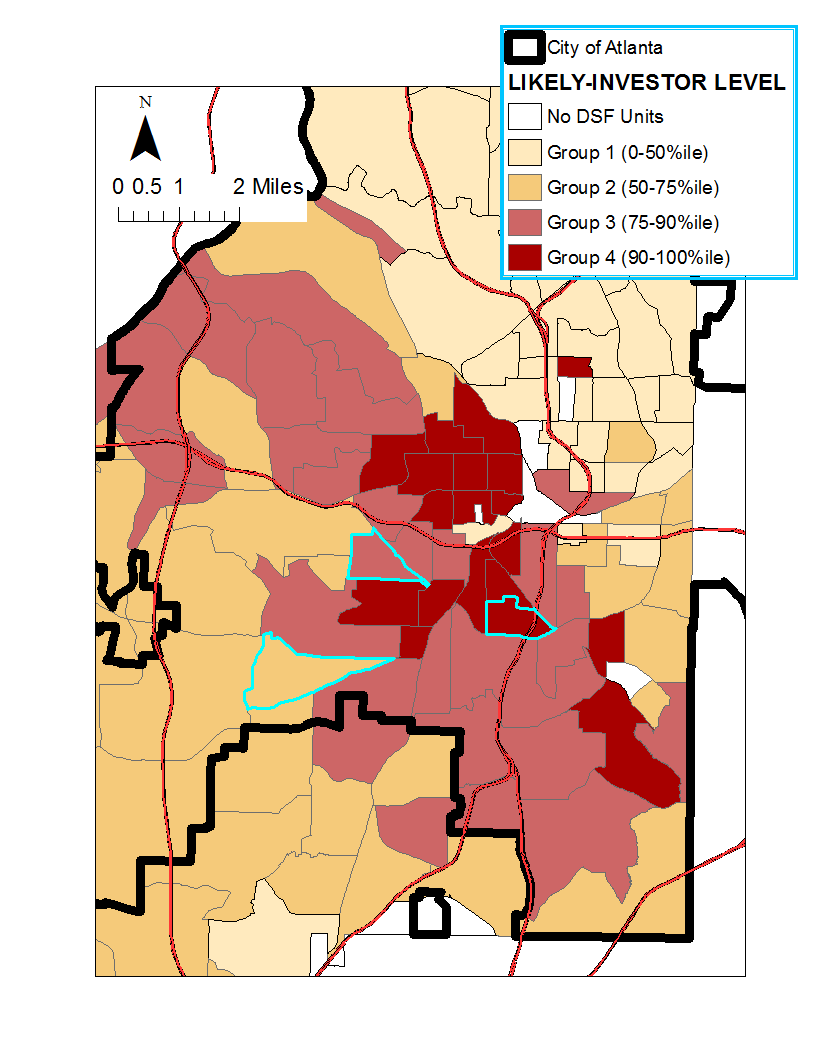 City of Atlanta
LIKELY-INVESTOR LEVEL
No DSF Units
Group 1 (0-50%ile)
Group 2 (50-75%ile)
Group 3 (75-90%ile)
Group 4 (90-100%ile)
N
0 0.5 1 2 Miles